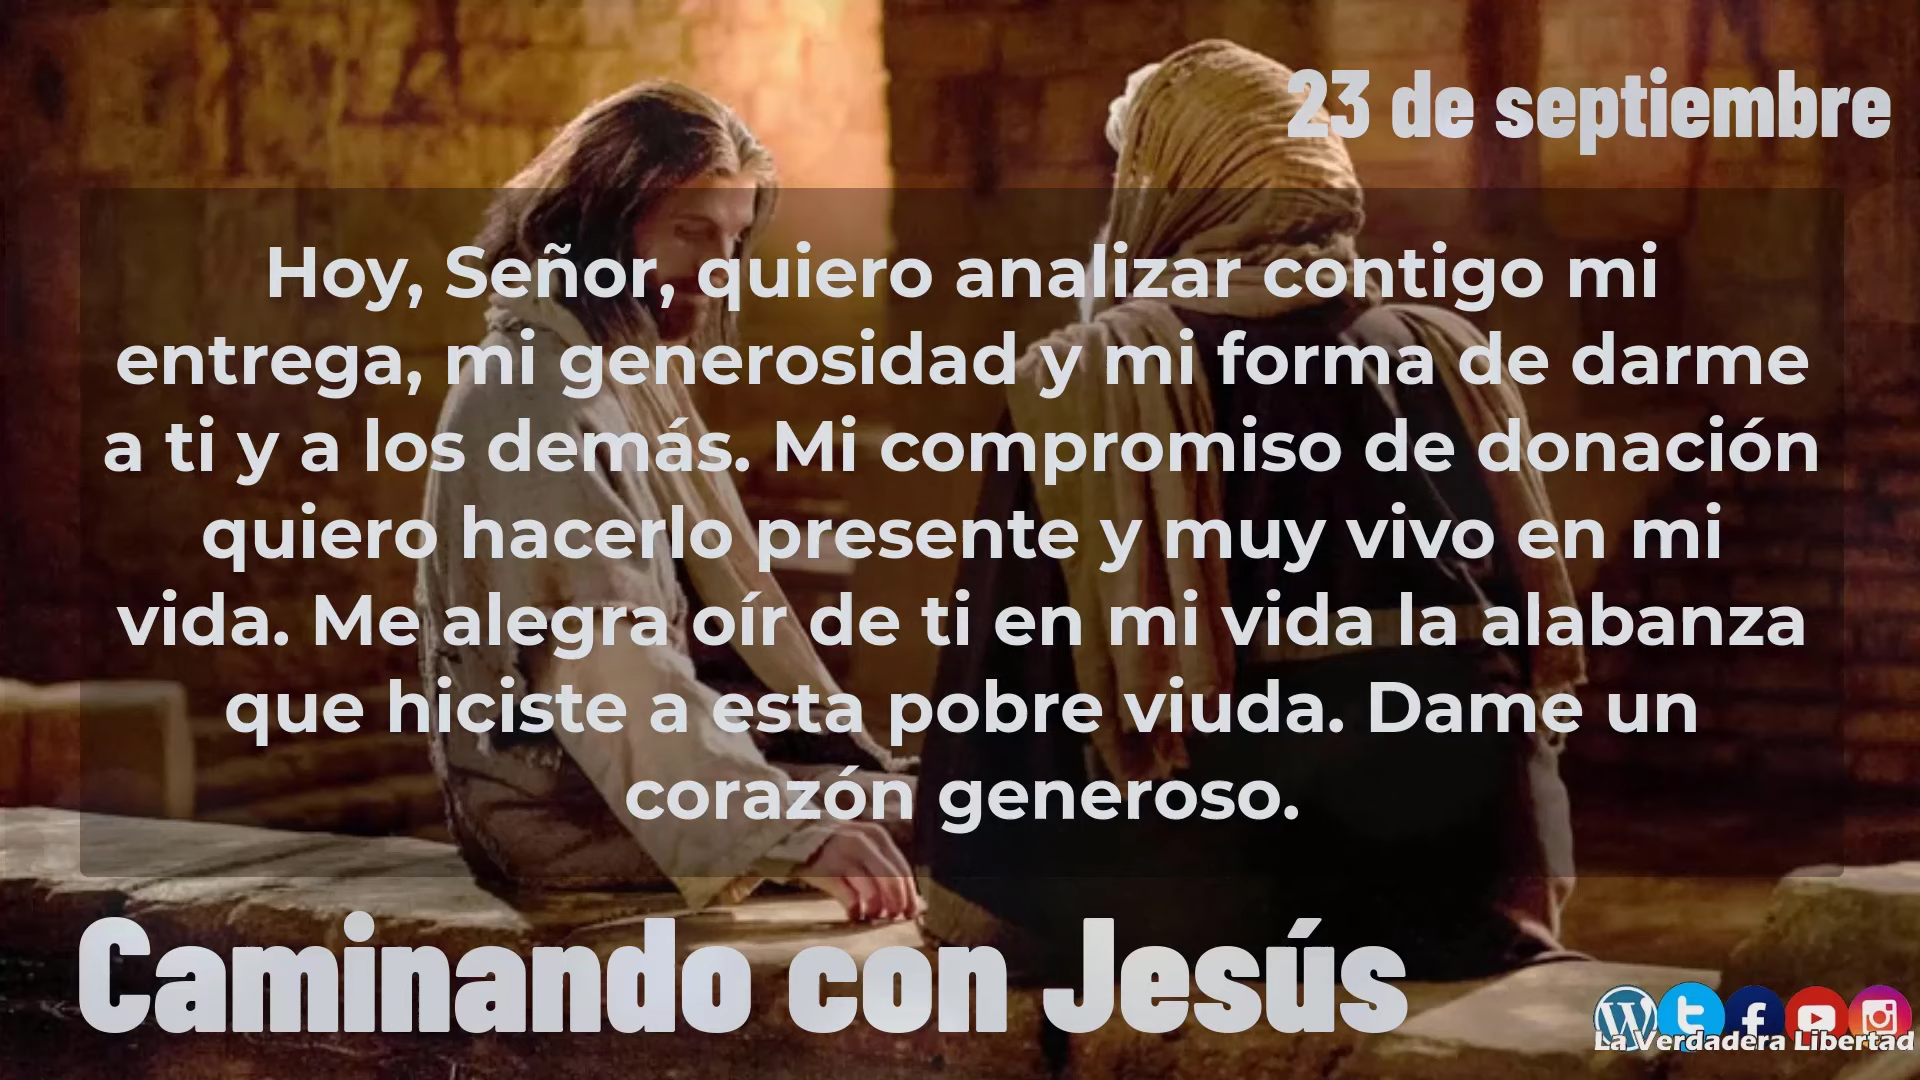 23 de septiembre
Hoy, Señor, quiero analizar contigo mi
entrega, mi generosidad y mi forma de darme
a ti y a los demás. Mi compromiso de donación
quiero hacerlo presente y muy vivo en mi
vida. Me alegra oír de ti en mi vida la alabanza
que hiciste a esta pobre viuda. Dame un
corazón generoso.
Caminando con Jesús
La Verdadera Libertad